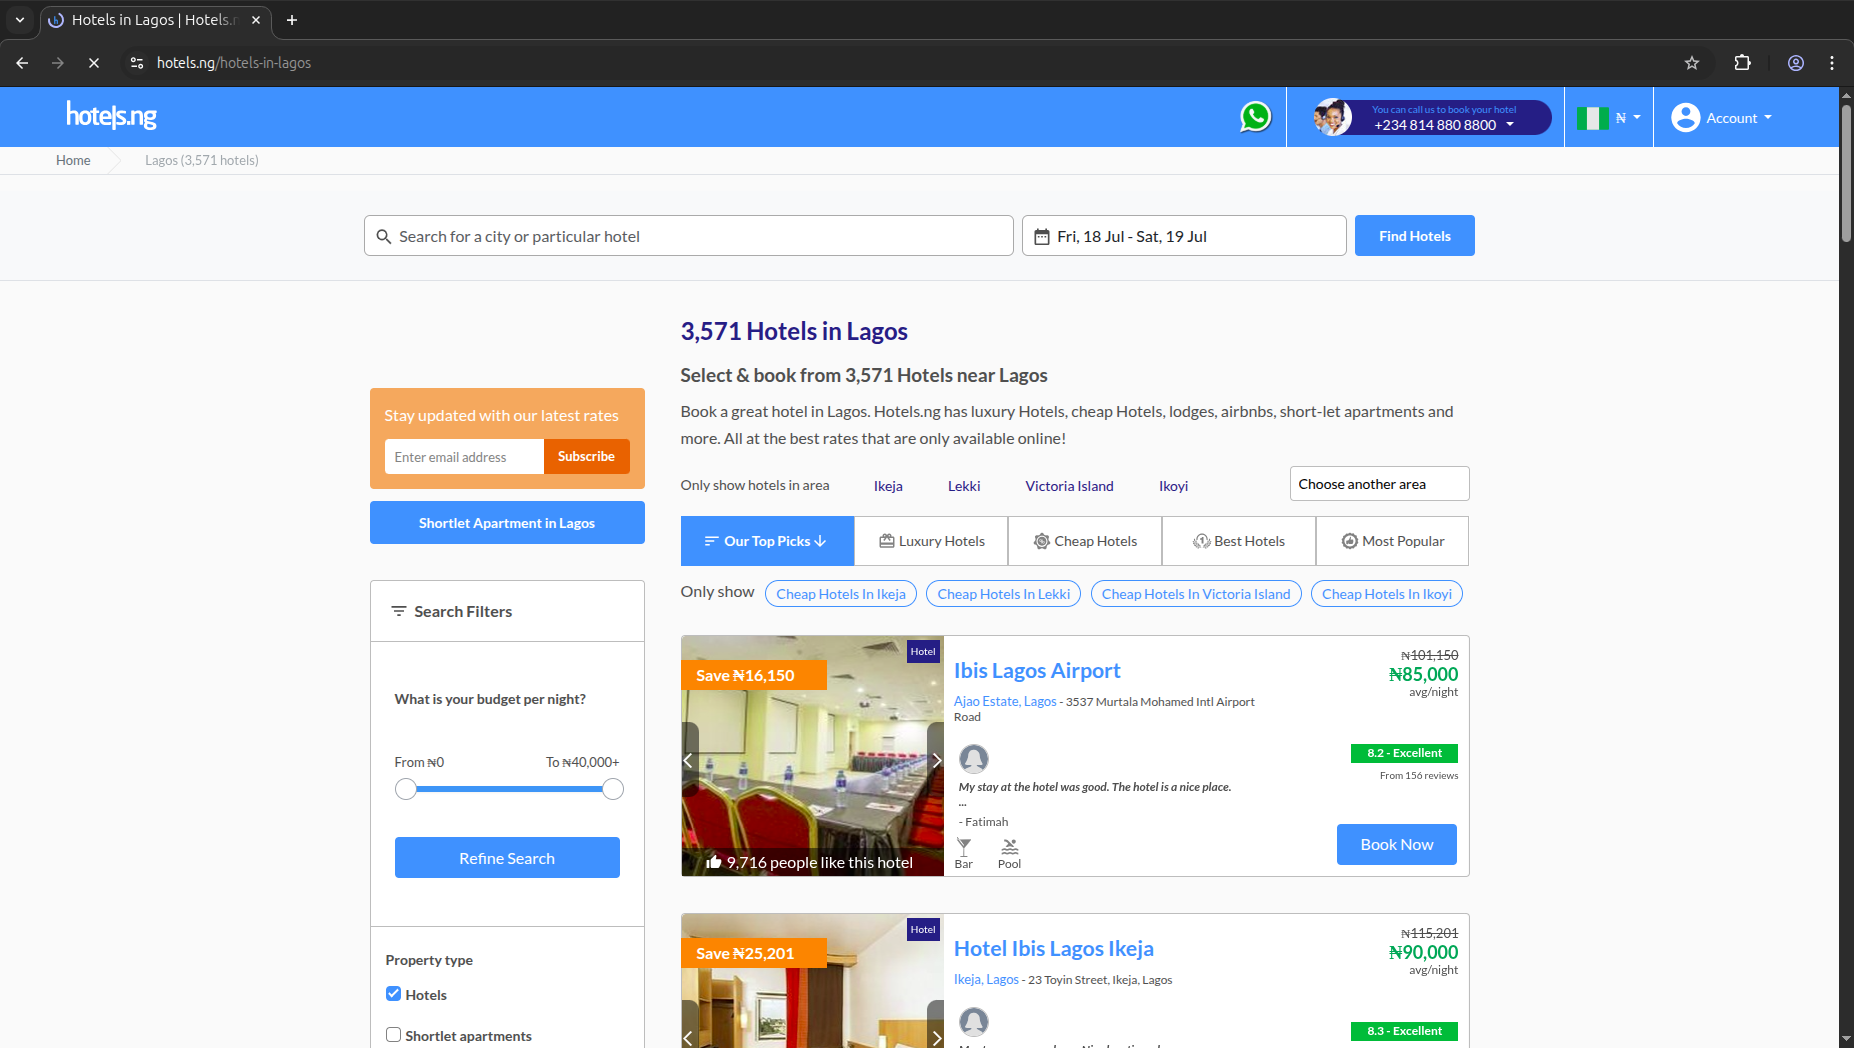 Hotels in Lagos | Hotels.n
hotels.ng/hotels-in-lagos
hotels.ng
You can call us to book your hotel
+234 814 880 8800
₦
Account
Home
Lagos (3,571 hotels)
Search for a city or particular hotel
Fri, 18 Jul - Sat, 19 Jul
Find Hotels
3,571 Hotels in Lagos
Select & book from 3,571 Hotels near Lagos
Book a great hotel in Lagos. Hotels.ng has luxury Hotels, cheap Hotels, lodges, airbnbs, short-let apartments and
more. All at the best rates that are only available online!
Stay updated with our latest rates
Enter email address
Subscribe
Shortlet Apartment in Lagos
Only show hotels in area
Ikeja
Lekki
Victoria Island
Ikoyi
Choose another area
Our Top Picks
Luxury Hotels
Cheap Hotels
Best Hotels
Most Popular
Only show
Cheap Hotels In Ikeja
Cheap Hotels In Lekki
Cheap Hotels In Victoria Island
Cheap Hotels In Ikoyi
Search Filters
What is your budget per night?
From ₦0
To ₦40,000+
Refine Search
Property type
Hotels
Shortlet apartments
Hotel
Save ₦16,150
9,716 people like this hotel
Ibis Lagos Airport
Ajao Estate, Lagos - 3537 Murtala Mohamed Intl Airport
Road
My stay at the hotel was good. The hotel is a nice place.
...
- Fatimah
Bar
Pool
₦101,150
₦85,000
avg/night
8.2 - Excellent
From 156 reviews
Book Now
Hotel
Save ₦25,201
Hotel Ibis Lagos Ikeja
Ikeja, Lagos - 23 Toyin Street, Ikeja, Lagos
₦115,201
₦90,000
avg/night
8.3 - Excellent